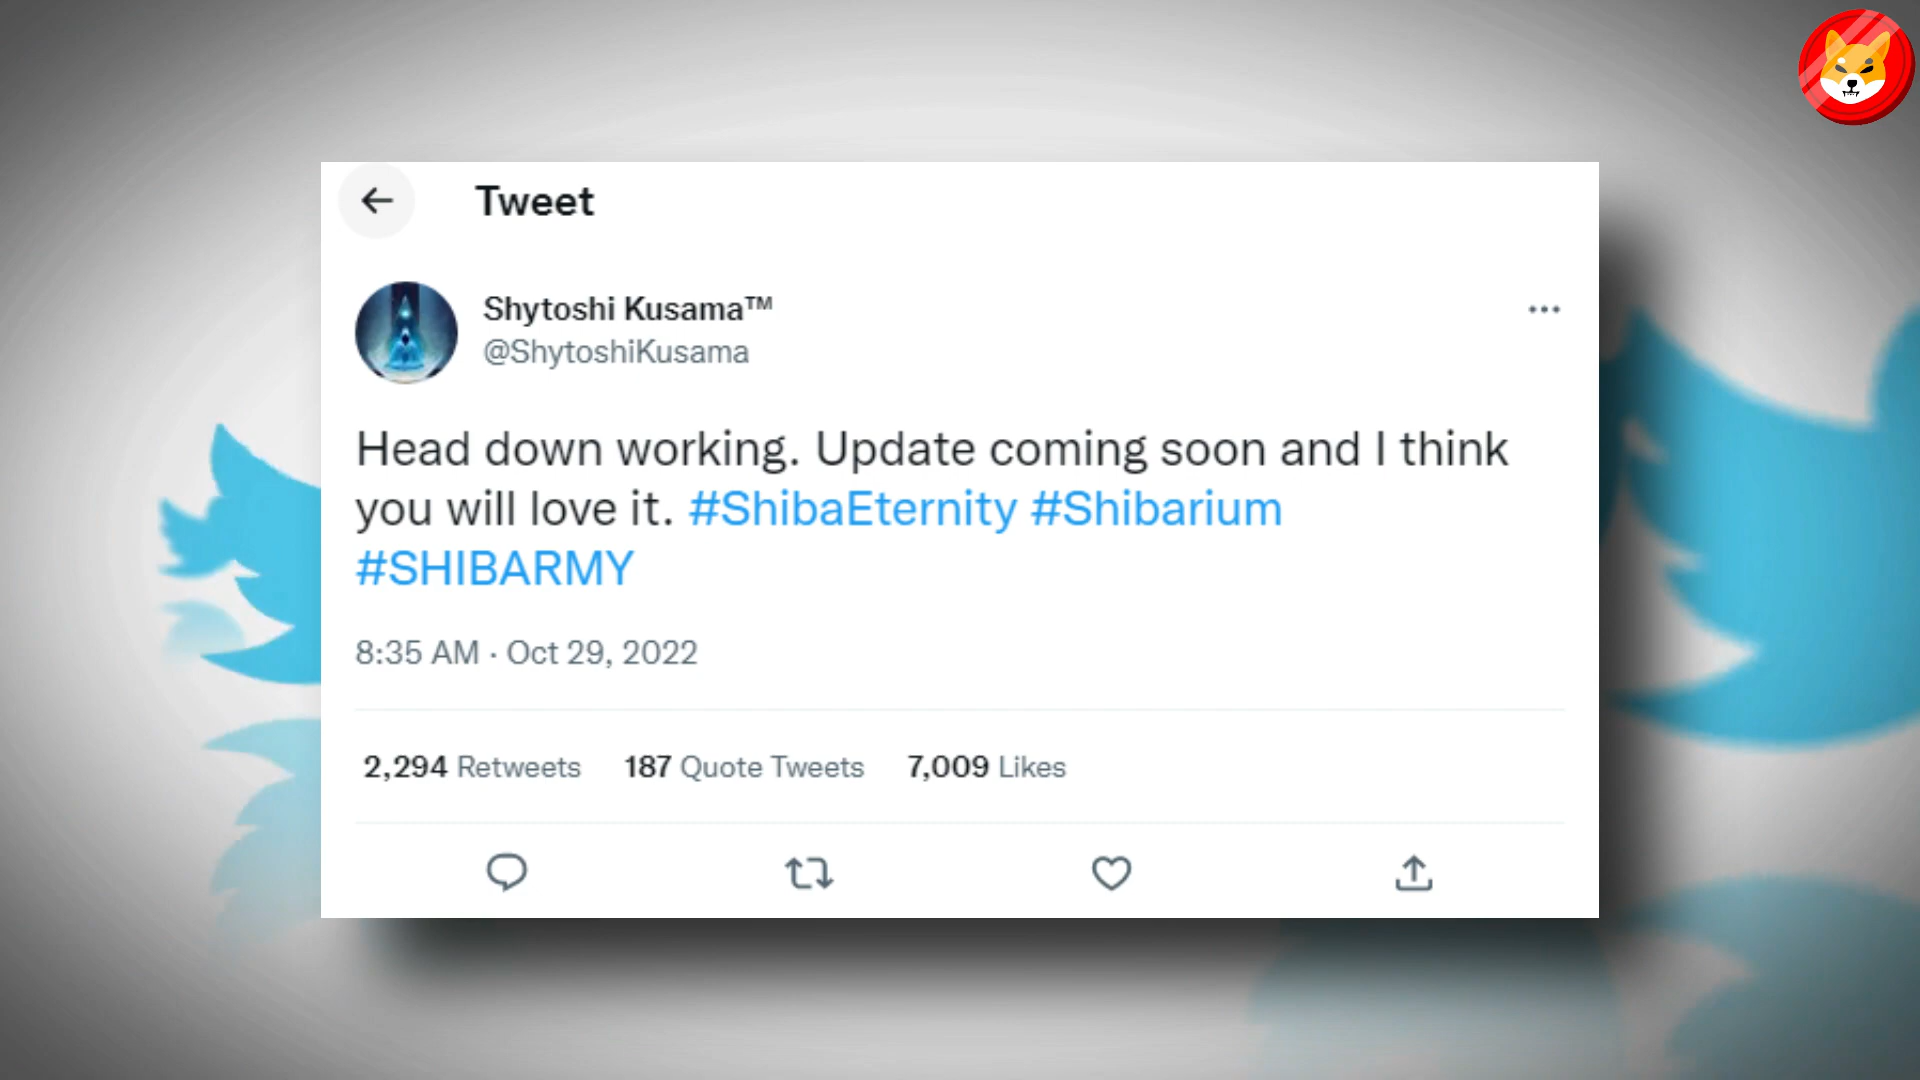 Tweet
Shytoshi Kusama™
@ShytoshiKusama
Head down working. Update coming soon and I think
you will love it. #ShibaEternity #Shibarium
#SHIBARMY
8:35 AM · Oct 29, 2022
2,294 Retweets 187 Quote Tweets 7,009 Likes